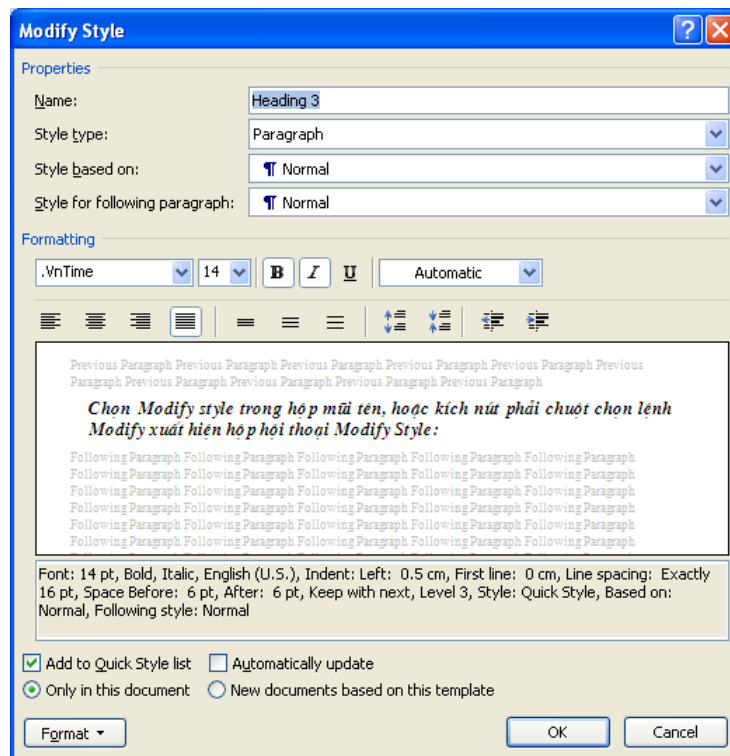 Modify Style
Properties
Name: Heading 3
Style type: Paragraph
Style based on: ¶ Normal
Style for following paragraph: ¶ Normal
Formatting
.VnTime 14 B I U Automatic
Previous Paragraph Previous Paragraph Previous Paragraph Previous Paragraph Previous Paragraph Previous
Paragraph Previous Paragraph Previous Paragraph Previous Paragraph Previous Paragraph
Chọn Modify style trong hộp mũi tên, hoặc kích nút phải chuột chọn lệnh
Modify xuất hiện hộp hội thoại Modify Style:
Following Paragraph Following Paragraph Following Paragraph Following Paragraph Following Paragraph
Following Paragraph Following Paragraph Following Paragraph Following Paragraph Following Paragraph
Following Paragraph Following Paragraph Following Paragraph Following Paragraph Following Paragraph
Following Paragraph Following Paragraph Following Paragraph Following Paragraph Following Paragraph
Following Paragraph Following Paragraph Following Paragraph Following Paragraph Following Paragraph
Following Paragraph Following Paragraph Following Paragraph Following Paragraph Following Paragraph
Font: 14 pt, Bold, Italic, English (U.S.), Indent: Left: 0.5 cm, First line: 0 cm, Line spacing: Exactly
16 pt, Space Before: 6 pt, After: 6 pt, Keep with next, Level 3, Style: Quick Style, Based on:
Normal, Following style: Normal
Add to Quick Style list Automatically update
Only in this document New documents based on this template
Format OK Cancel